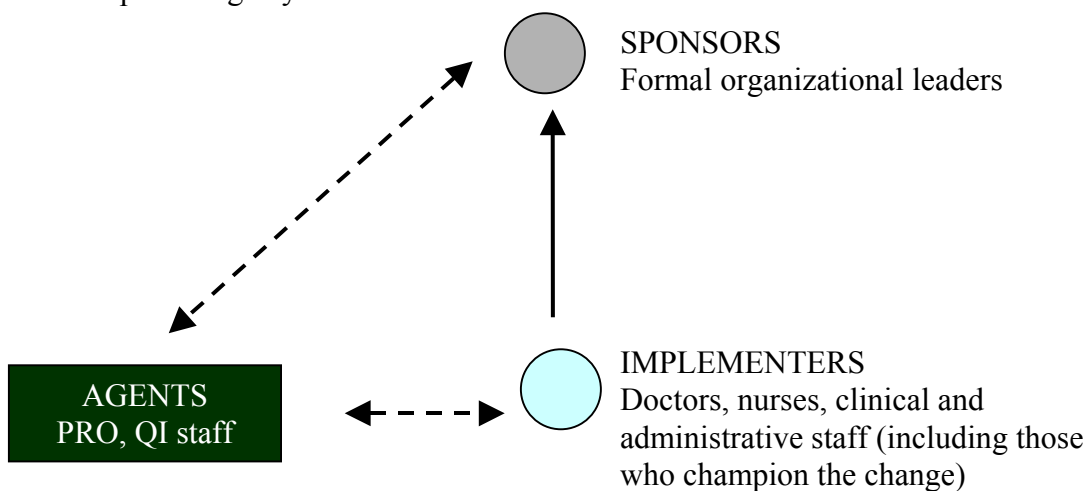 SPONSORS
Formal organizational leaders
AGENTS
PRO, QI staff
IMPLEMENTERS
Doctors, nurses, clinical and
administrative staff (including those
who champion the change)